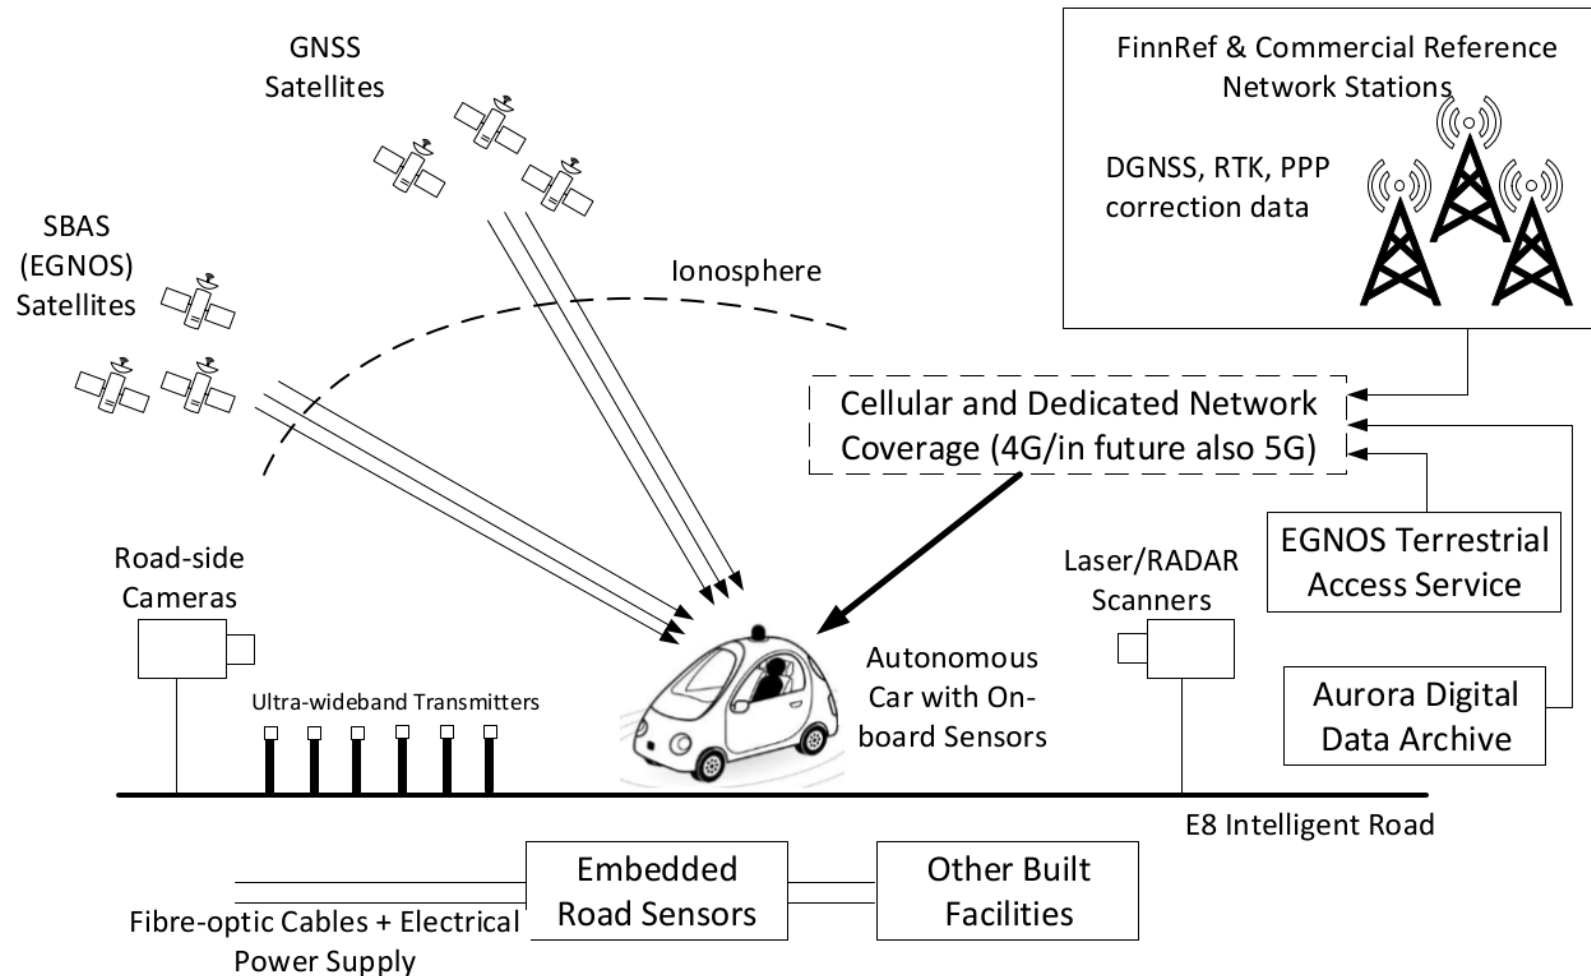 GNSS
Satellites
FinnRef & Commercial Reference
Network Stations
DGNSS, RTK, PPP
correction data
SBAS
(EGNOS)
Satellites
Ionosphere
Cellular and Dedicated Network
Coverage (4G/in future also 5G)
EGNOS Terrestrial
Access Service
Road-side
Cameras
Laser/RADAR
Scanners
Autonomous
Car with On-
board Sensors
Ultra-wideband Transmitters
Aurora Digital
Data Archive
E8 Intelligent Road
Embedded
Road Sensors
Other Built
Facilities
Fibre-optic Cables + Electrical
Power Supply